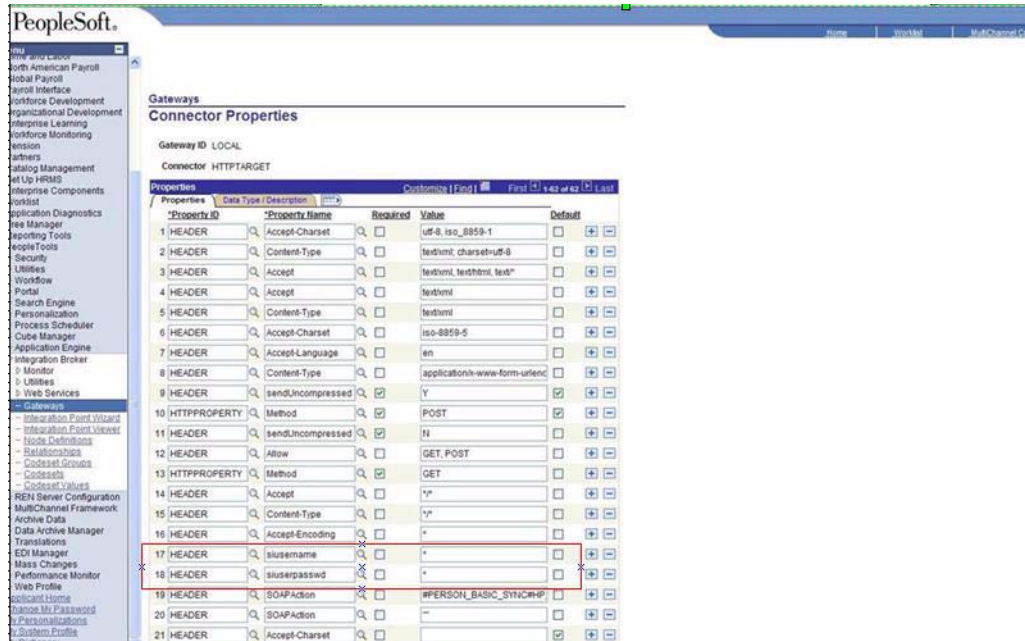 PeopleSoft.
Home
Worklist
MultiChannel C
nu
me and Labor
orth American Payroll
lobal Payroll
ayroll Interface
orkforce Development
rganizational Development
nterprise Learning
orkforce Monitoring
ension
artners
atalog Management
et Up HRMS
nterprise Components
orklist
pplication Diagnostics
ree Manager
eporting Tools
eopleTools
Security
Utilities
Workflow
Portal
Search Engine
Personalization
Process Scheduler
Cube Manager
Application Engine
Integration Broker
Monitor
Utilities
Web Services
– Gateways
– Integration Point Wizard
– Integration Point Viewer
– Node Definitions
– Relationships
– Codeset Groups
– Codesets
– Codeset Values
REN Server Configuration
MultiChannel Framework
Archive Data
Data Archive Manager
Translations
EDI Manager
Mass Changes
Performance Monitor
Web Profile
pplicant Home
hange My Password
y Personalizations
y System Profile
Gateways
Connector Properties
Gateway ID LOCAL
Connector HTTPTARGET
Properties Customize | Find | First 1-62 of 62 Last
Properties Data Type / Description
*Property ID *Property Name Required Value Default
1 HEADER Accept-Charset utf-8, iso_8859-1
2 HEADER Content-Type text/xml; charset=utf-8
3 HEADER Accept text/xml, text/html, text/*
4 HEADER Accept text/xml
5 HEADER Content-Type text/xml
6 HEADER Accept-Charset iso-8859-5
7 HEADER Accept-Language en
8 HEADER Content-Type application/x-www-form-urlenc
9 HEADER sendUncompressed Y
10 HTTPPROPERTY Method POST
11 HEADER sendUncompressed N
12 HEADER Allow GET, POST
13 HTTPPROPERTY Method GET
14 HEADER Accept */*
15 HEADER Content-Type */*
16 HEADER Accept-Encoding *
17 HEADER siusername *
18 HEADER siuserpasswd *
19 HEADER SOAPAction #PERSON_BASIC_SYNC#HP
20 HEADER SOAPAction ""
21 HEADER Accept-Charset